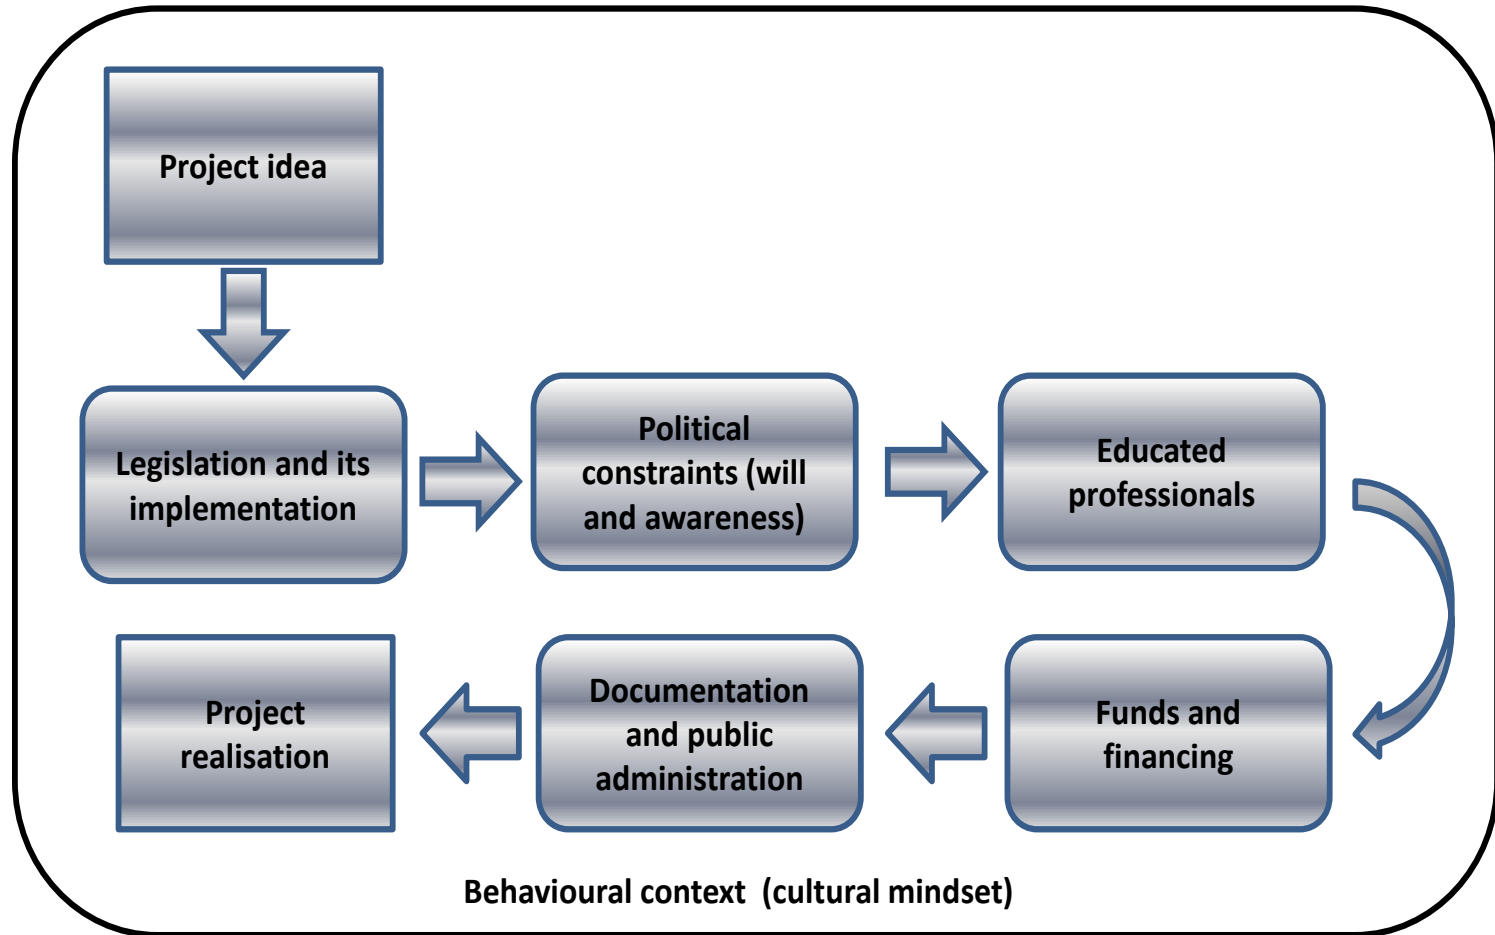 Project idea
Legislation and its
implementation
Political
constraints (will
and awareness)
Educated
professionals
Funds and
financing
Documentation
and public
administration
Project
realisation
Behavioural context  (cultural mindset)